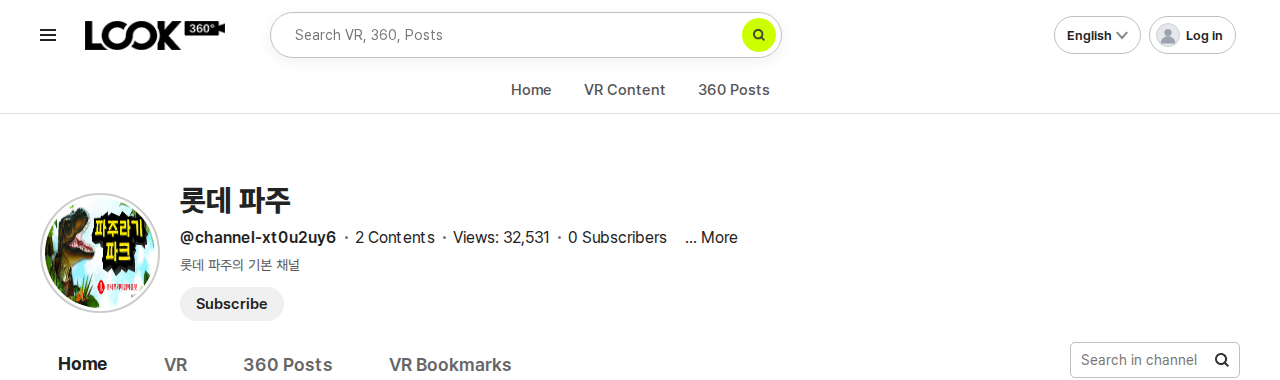 LOOK 360°
Search VR, 360, Posts
English
Log in
Home VR Content 360 Posts
파주라기
파크
롯데 파주
@channel-xt0u2uy6 · 2 Contents · Views: 32,531 · 0 Subscribers ... More
롯데 파주의 기본 채널
Subscribe
Home VR 360 Posts VR Bookmarks
Search in channel